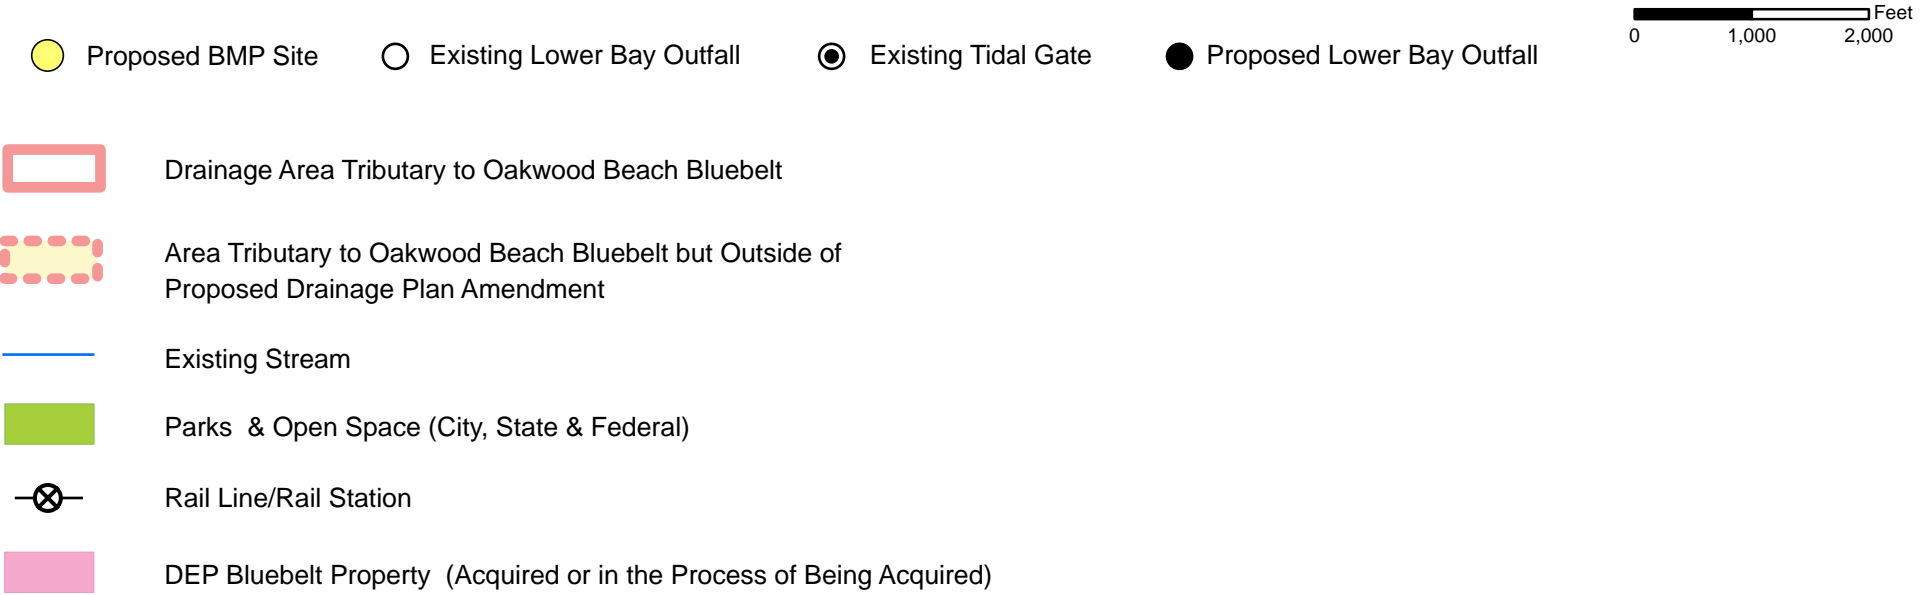 Feet
0 1,000 2,000
Proposed BMP Site Existing Lower Bay Outfall Existing Tidal Gate Proposed Lower Bay Outfall
Drainage Area Tributary to Oakwood Beach Bluebelt
Area Tributary to Oakwood Beach Bluebelt but Outside of
Proposed Drainage Plan Amendment
Existing Stream
Parks & Open Space (City, State & Federal)
Rail Line/Rail Station
DEP Bluebelt Property (Acquired or in the Process of Being Acquired)